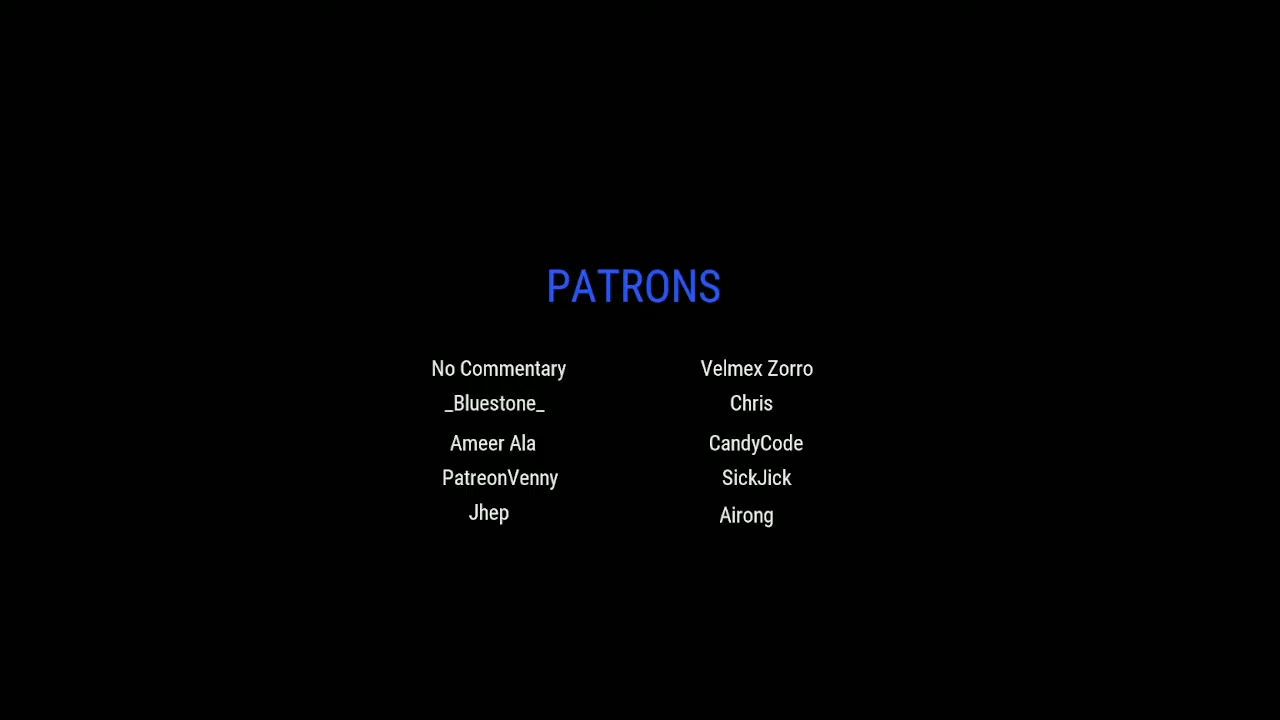 PATRONS
No Commentary
Velmex Zorro
_Bluestone_
Chris
Ameer Ala
CandyCode
PatreonVenny
SickJick
Jhep
Airong